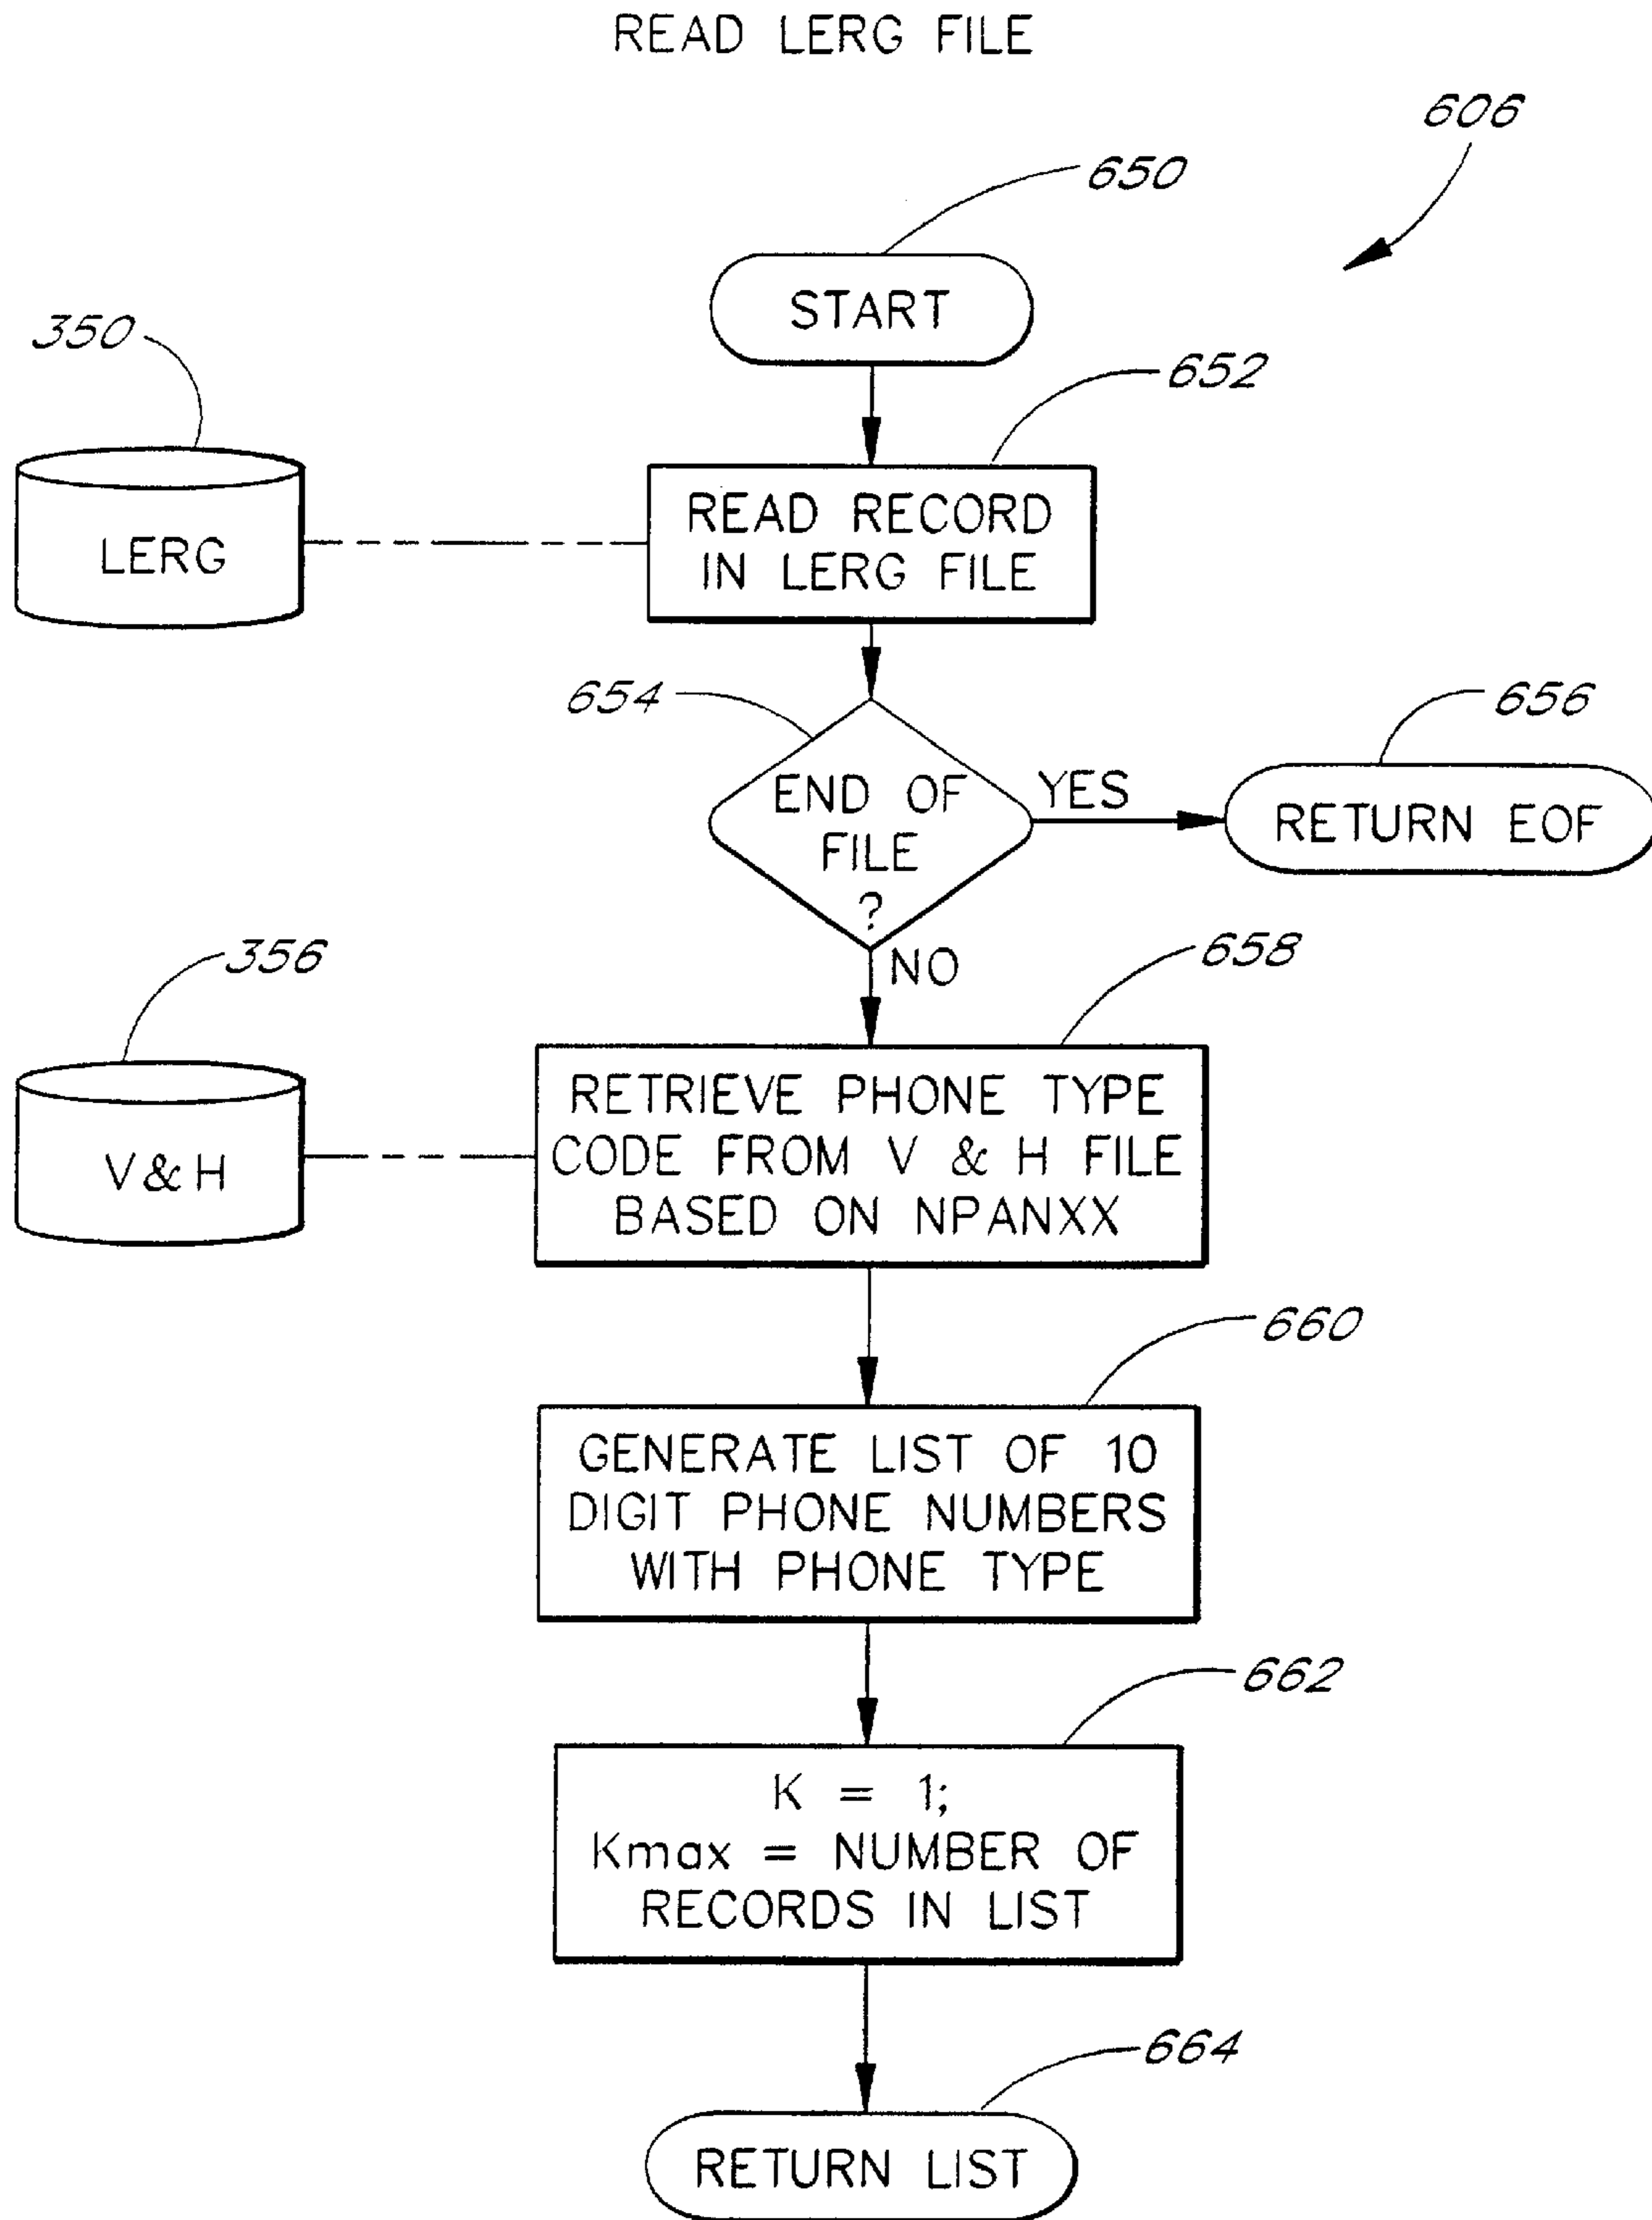 READ LERG FILE
606
650
START
350
652
READ RECORD
IN LERG FILE
LERG
654
656
END OF
FILE
?
YES
RETURN EOF
NO
356
658
RETRIEVE PHONE TYPE
CODE FROM V & H FILE
BASED ON NPANXX
V&H
660
GENERATE LIST OF 10
DIGIT PHONE NUMBERS
WITH PHONE TYPE
662
K = 1;
Kmax = NUMBER OF
RECORDS IN LIST
664
RETURN LIST